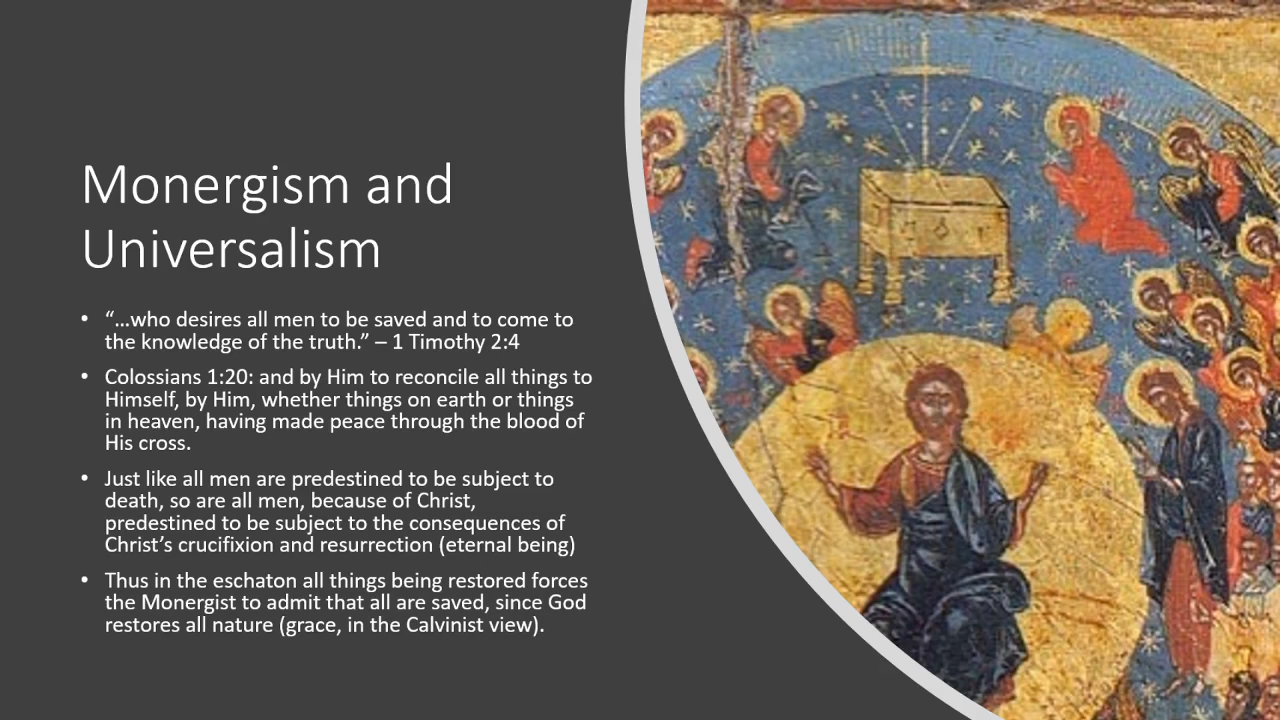 Monergism and
Universalism
• “…who desires all men to be saved and to come to
the knowledge of the truth.” – 1 Timothy 2:4
• Colossians 1:20: and by Him to reconcile all things to
Himself, by Him, whether things on earth or things
in heaven, having made peace through the blood of
His cross.
• Just like all men are predestined to be subject to
death, so are all men, because of Christ,
predestined to be subject to the consequences of
Christ’s crucifixion and resurrection (eternal being)
• Thus in the eschaton all things being restored forces
the Monergist to admit that all are saved, since God
restores all nature (grace, in the Calvinist view).